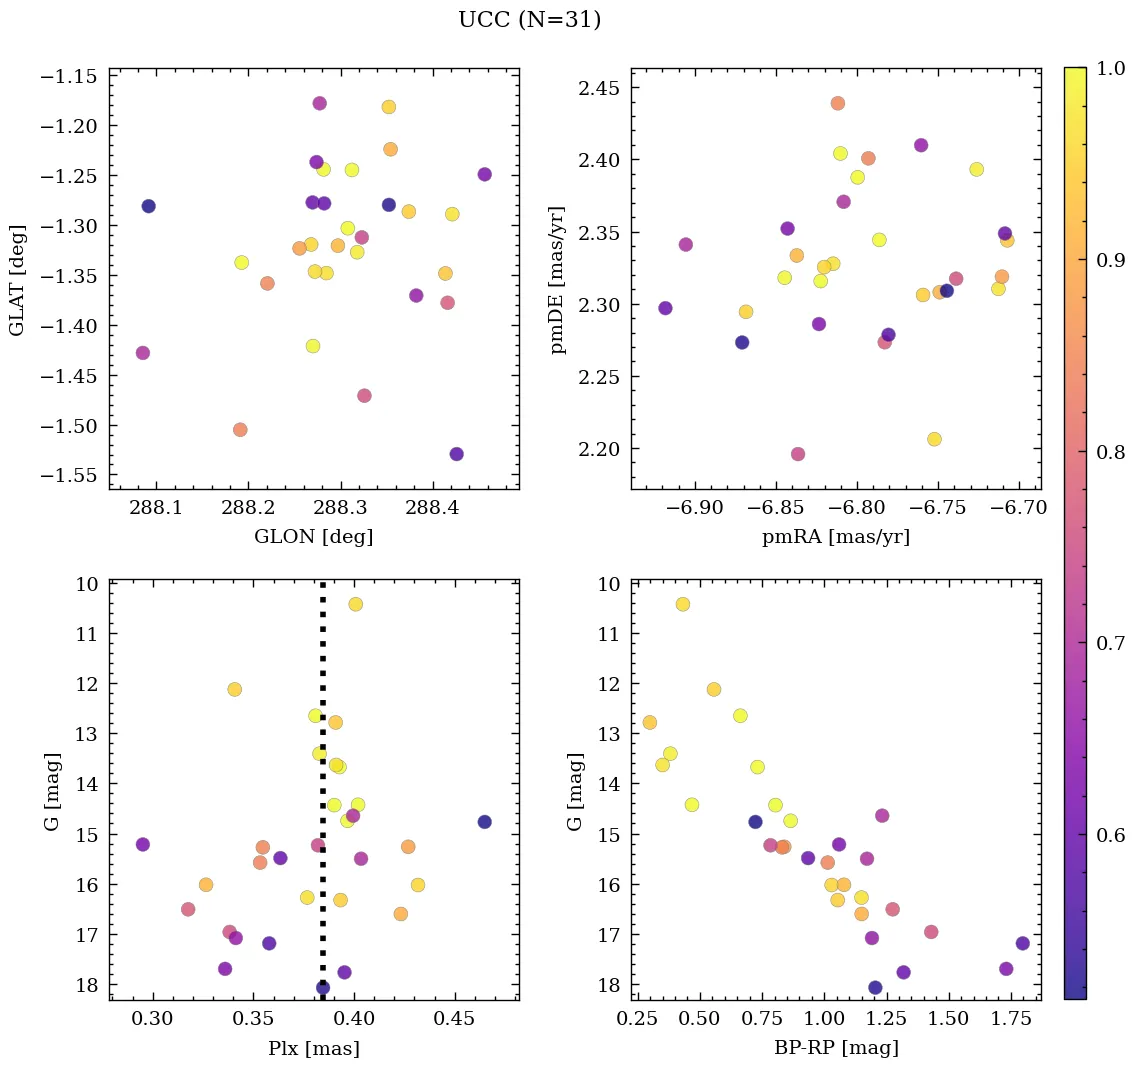 UCC (N=31)
−1.15
−1.20
−1.25
−1.30
−1.35
−1.40
−1.45
−1.50
−1.55
GLAT [deg]
288.1 288.2 288.3 288.4
GLON [deg]
2.45
2.40
2.35
2.30
2.25
2.20
pmDE [mas/yr]
−6.90 −6.85 −6.80 −6.75 −6.70
pmRA [mas/yr]
10
11
12
13
14
15
16
17
18
G [mag]
0.30 0.35 0.40 0.45
Plx [mas]
10
11
12
13
14
15
16
17
18
G [mag]
0.25 0.50 0.75 1.00 1.25 1.50 1.75
BP-RP [mag]
1.0
0.9
0.8
0.7
0.6